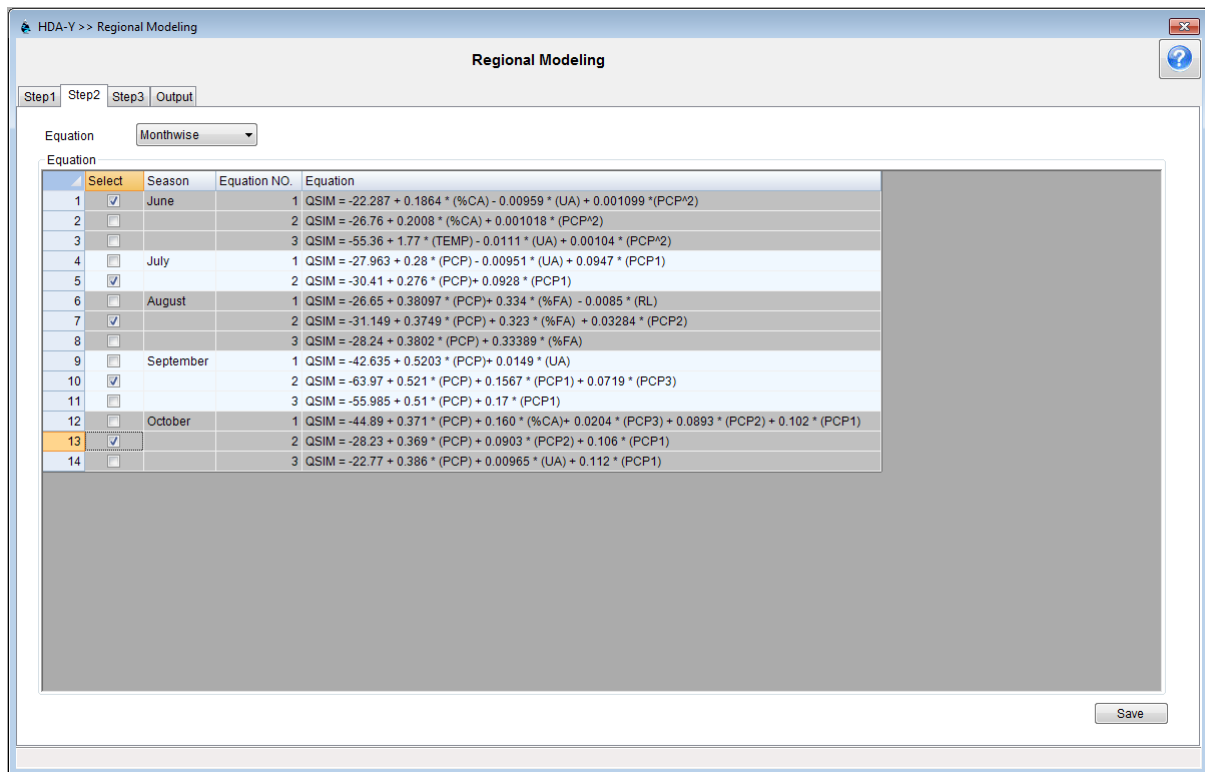 HDA-Y >> Regional Modeling
Regional Modeling
Step1 Step2 Step3 Output
Equation Monthwise
Equation
Select Season Equation NO. Equation
1 June 1 QSIM = -22.287 + 0.1864 * (%CA) - 0.00959 * (UA) + 0.001099 *(PCP^2)
2 2 QSIM = -26.76 + 0.2008 * (%CA) + 0.001018 * (PCP^2)
3 3 QSIM = -55.36 + 1.77 * (TEMP) - 0.0111 * (UA) + 0.00104 * (PCP^2)
4 July 1 QSIM = -27.963 + 0.28 * (PCP) - 0.00951 * (UA) + 0.0947 * (PCP1)
5 2 QSIM = -30.41 + 0.276 * (PCP)+ 0.0928 * (PCP1)
6 August 1 QSIM = -26.65 + 0.38097 * (PCP)+ 0.334 * (%FA) - 0.0085 * (RL)
7 2 QSIM = -31.149 + 0.3749 * (PCP) + 0.323 * (%FA) + 0.03284 * (PCP2)
8 3 QSIM = -28.24 + 0.3802 * (PCP) + 0.33389 * (%FA)
9 September 1 QSIM = -42.635 + 0.5203 * (PCP)+ 0.0149 * (UA)
10 2 QSIM = -63.97 + 0.521 * (PCP) + 0.1567 * (PCP1) + 0.0719 * (PCP3)
11 3 QSIM = -55.985 + 0.51 * (PCP) + 0.17 * (PCP1)
12 October 1 QSIM = -44.89 + 0.371 * (PCP) + 0.160 * (%CA)+ 0.0204 * (PCP3) + 0.0893 * (PCP2) + 0.102 * (PCP1)
13 2 QSIM = -28.23 + 0.369 * (PCP) + 0.0903 * (PCP2) + 0.106 * (PCP1)
14 3 QSIM = -22.77 + 0.386 * (PCP) + 0.00965 * (UA) + 0.112 * (PCP1)
Save